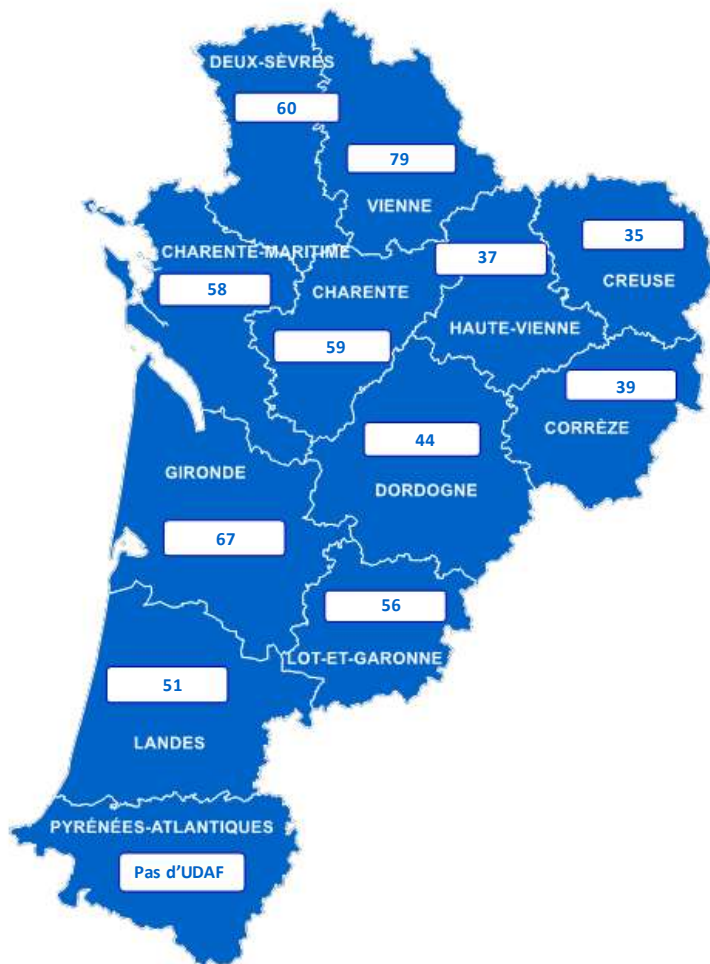 DEUX-SÈVRES
60
79
VIENNE
35
CREUSE
37
HAUTE-VIENNE
CHARENTE-MARITIME
58
CHARENTE
59
39
CORRÈZE
44
DORDOGNE
GIRONDE
67
56
LOT-ET-GARONNE
51
LANDES
PYRÉNÉES-ATLANTIQUES
Pas d’UDAF